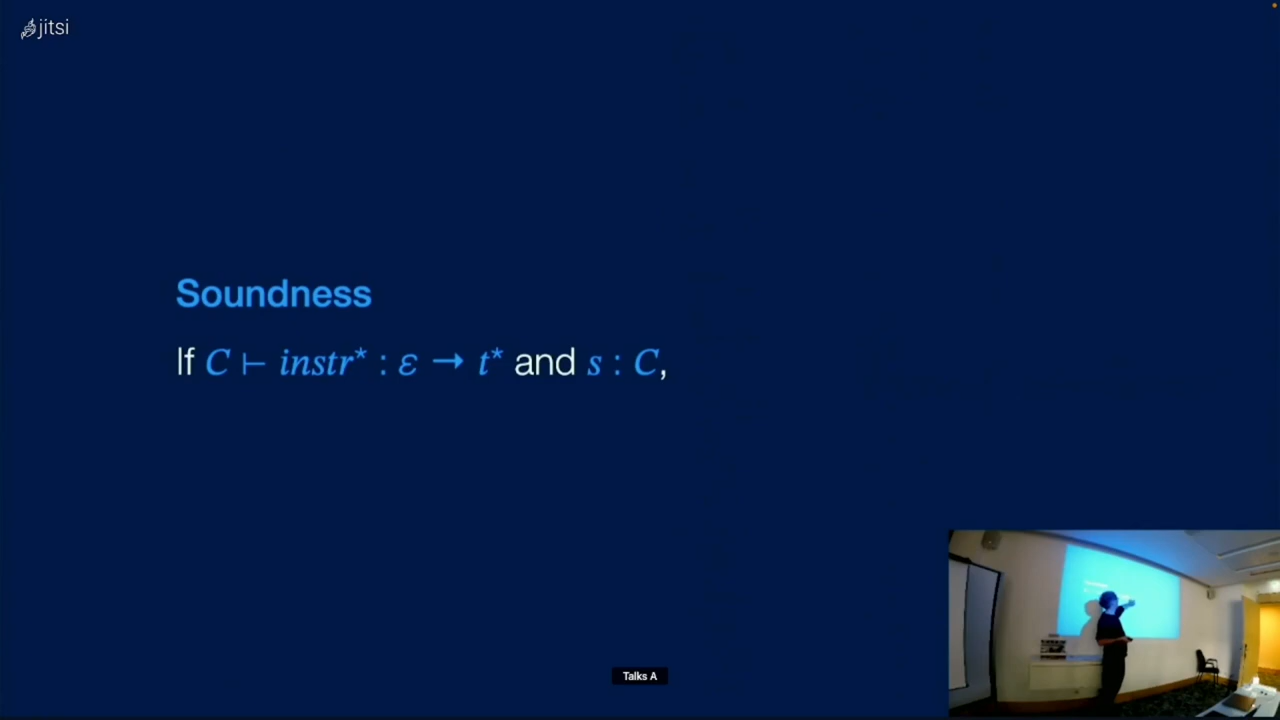 jitsi
Soundness
If C ⊢ instr* : ε → t* and s : C,
Talks A